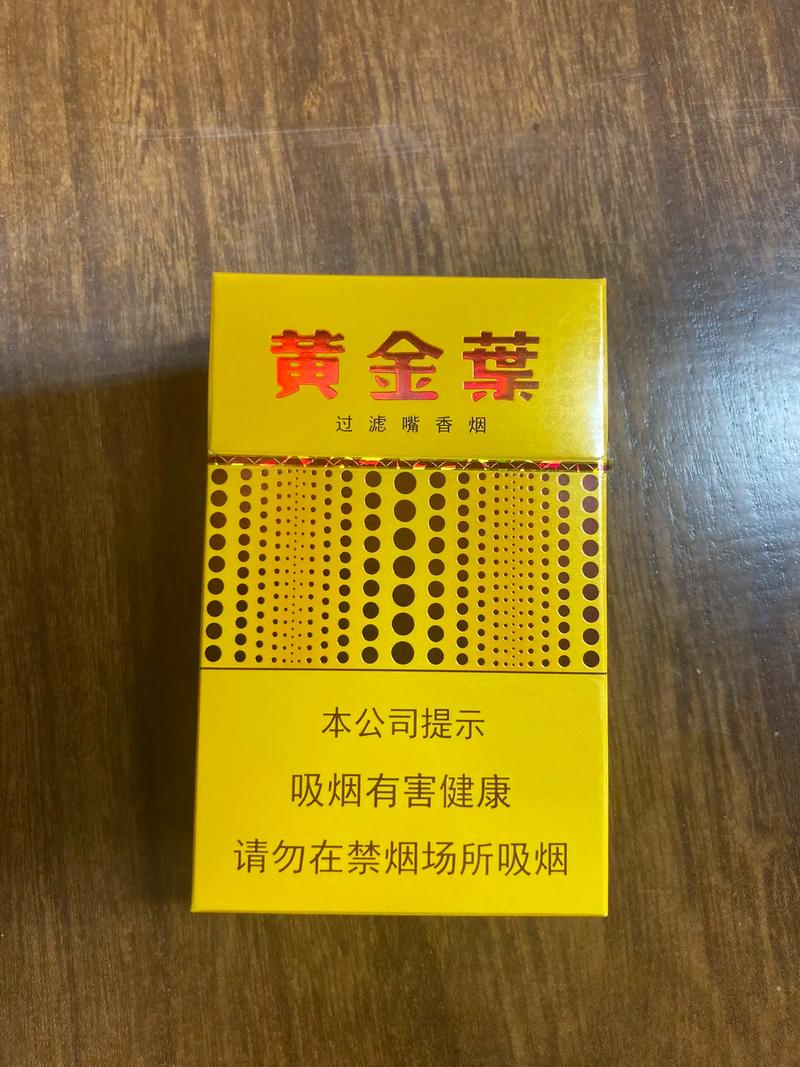 黄金葉
过滤嘴香烟
本公司提示
吸烟有害健康
请勿在禁烟场所吸烟